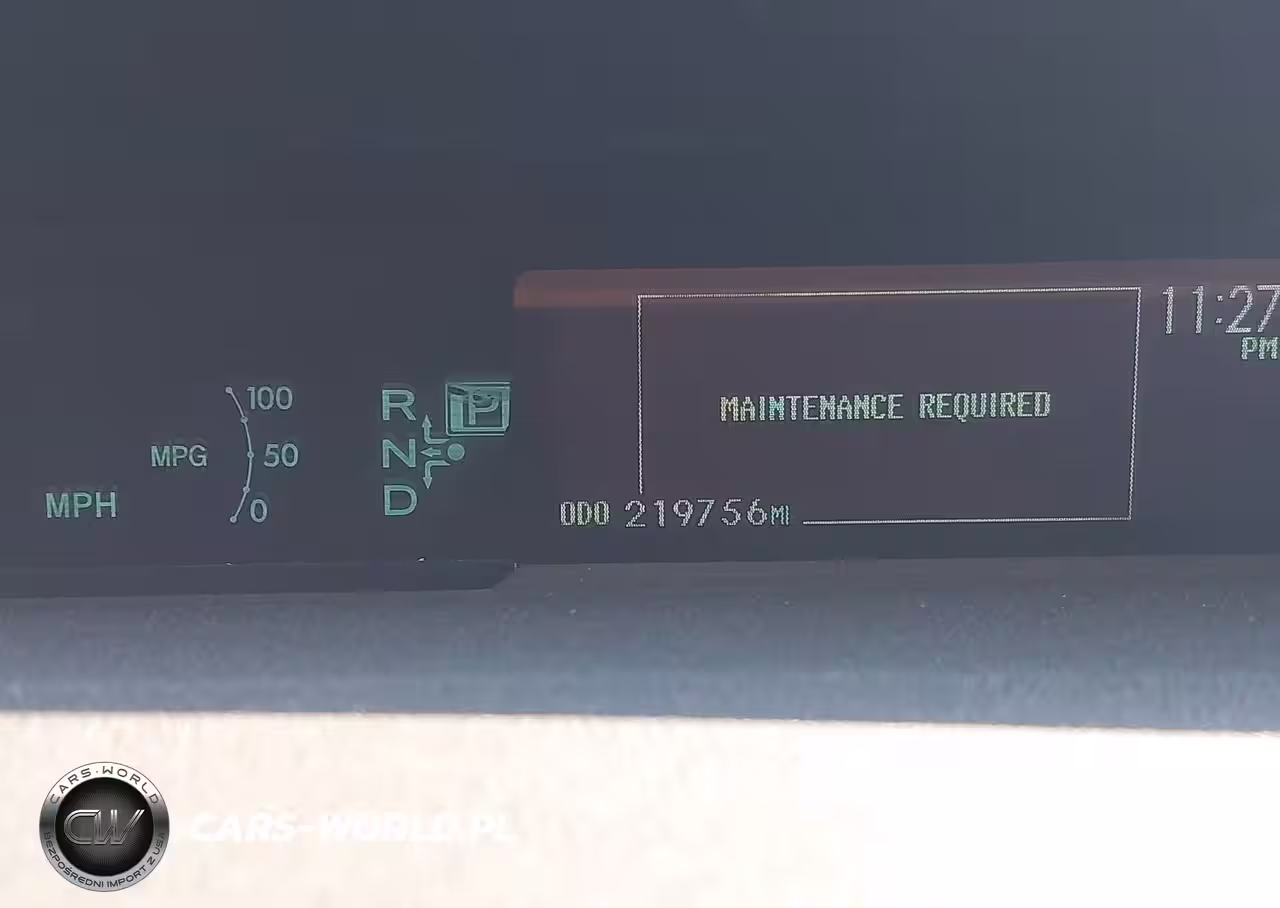 11:27
PM
100
R P
MAINTENANCE REQUIRED
MPG 50
N
MPH
0
D
ODO 219756MI
CARS-WORLD
CW
BEZPOŚREDNI IMPORT Z USA
CARS-WORLD.PL